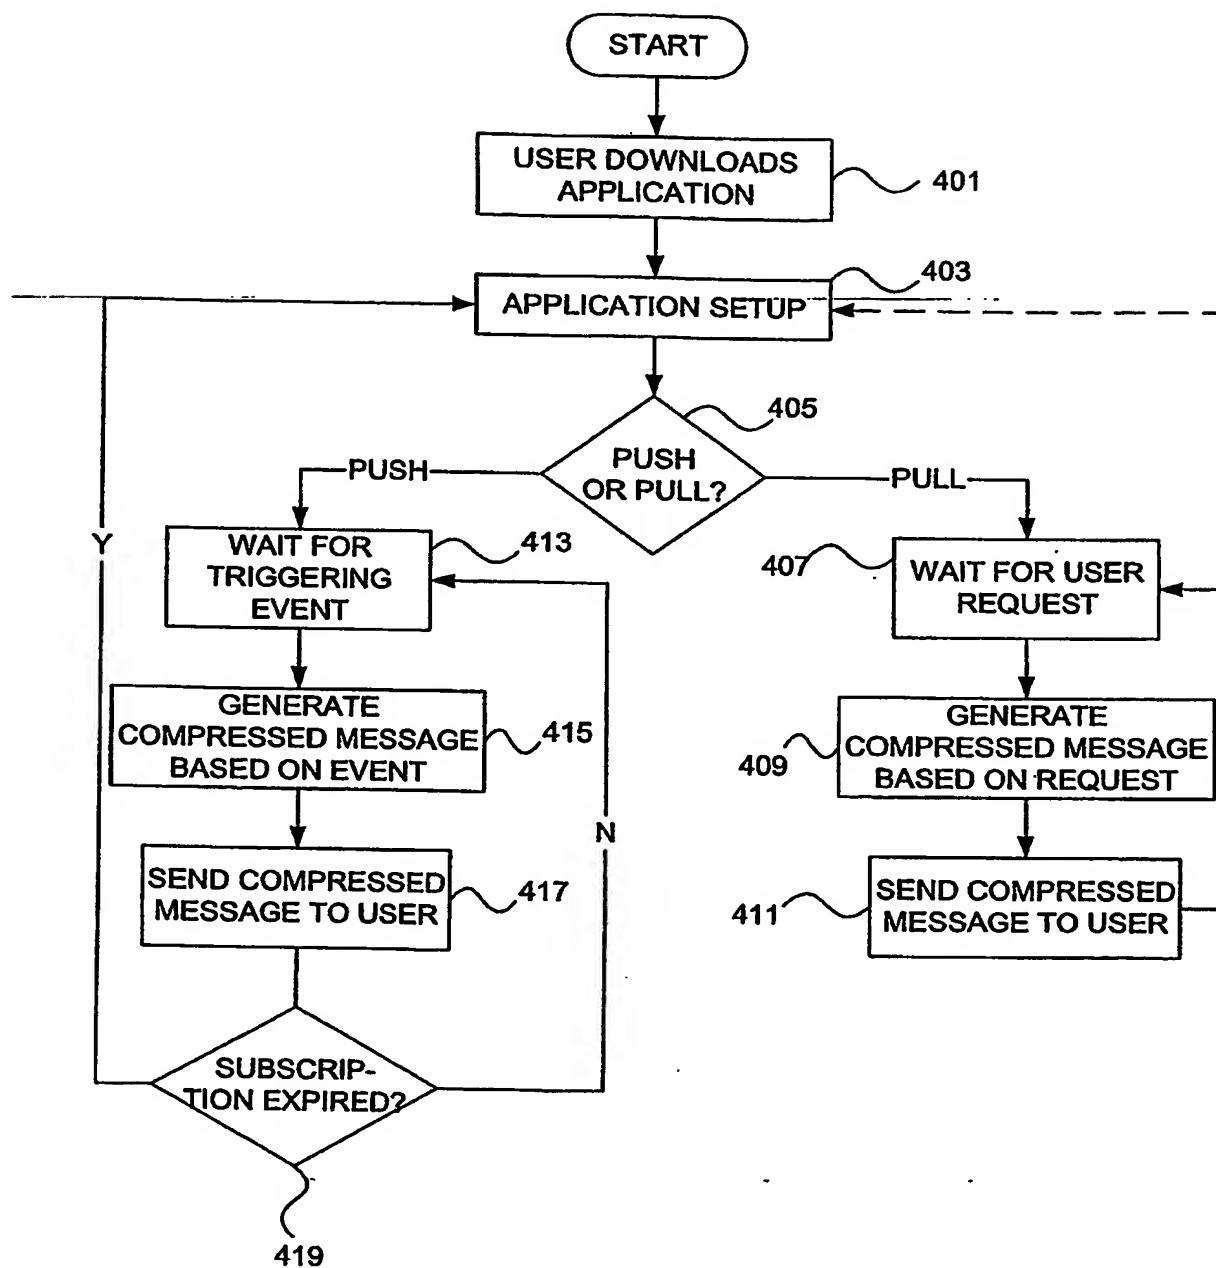 START
USER DOWNLOADS
APPLICATION
401
403
APPLICATION SETUP
405
PUSH
OR PULL?
PUSH
PULL
Y
WAIT FOR
TRIGGERING
EVENT
413
407
WAIT FOR USER
REQUEST
GENERATE
COMPRESSED MESSAGE
BASED ON EVENT
415
409
GENERATE
COMPRESSED MESSAGE
BASED ON REQUEST
N
SEND COMPRESSED
MESSAGE TO USER
417
411
SEND COMPRESSED
MESSAGE TO USER
SUBSCRIP-
TION EXPIRED?
419